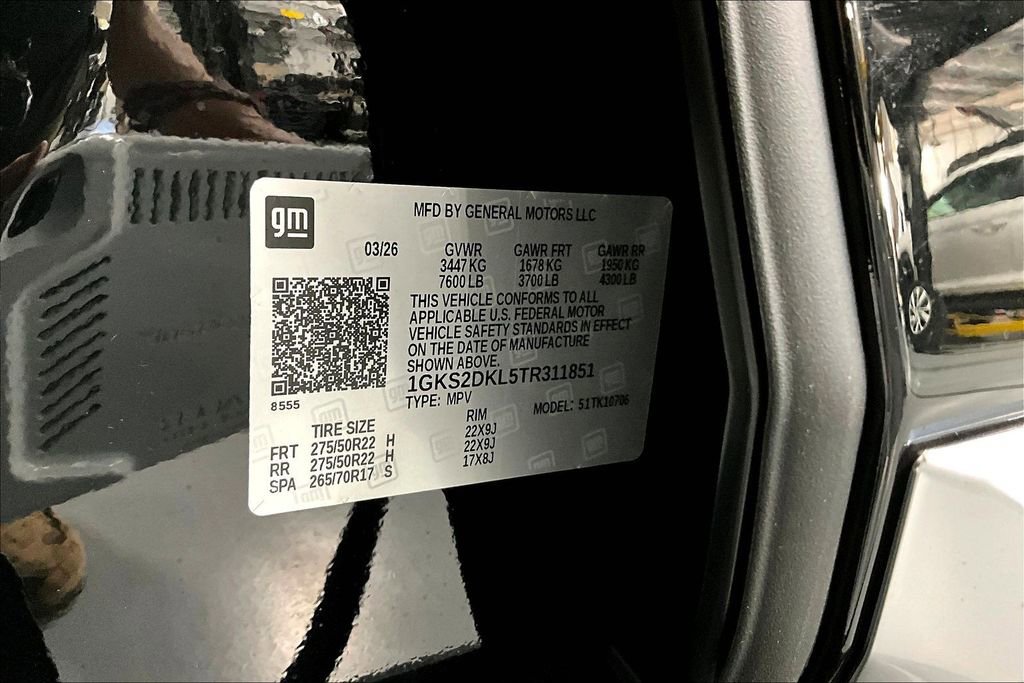 gm
MFD BY GENERAL MOTORS LLC
03/26 GVWR GAWR FRT GAWR RR
3447 KG 1678 KG 1950 KG
7600 LB 3700 LB 4300 LB
THIS VEHICLE CONFORMS TO ALL
APPLICABLE U.S. FEDERAL MOTOR
VEHICLE SAFETY STANDARDS IN EFFECT
ON THE DATE OF MANUFACTURE
SHOWN ABOVE.
1GKS2DKL5TR311851
8555
TYPE: MPV MODEL: 51TK10706
TIRE SIZE RIM
FRT 275/50R22 H 22X9J
RR 275/50R22 H 22X9J
SPA 265/70R17 S 17X8J